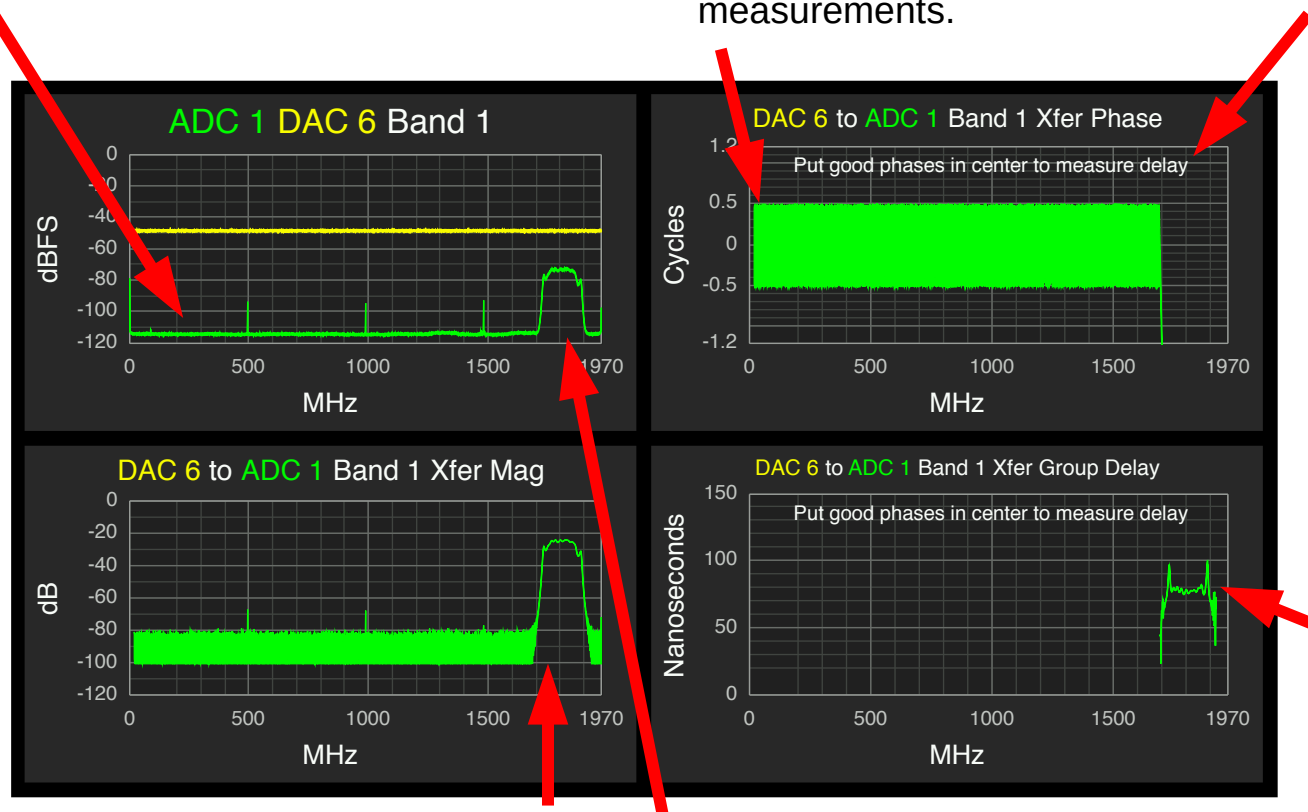 measurements.
ADC 1 DAC 6 Band 1
0
-20
-40
-60
-80
-100
-120
dBFS
0 500 1000 1500 1970
MHz
DAC 6 to ADC 1 Band 1 Xfer Phase
Put good phases in center to measure delay
1.2
0.5
0
-0.5
-1.2
Cycles
0 500 1000 1500 1970
MHz
DAC 6 to ADC 1 Band 1 Xfer Mag
0
-20
-40
-60
-80
-100
-120
dB
0 500 1000 1500 1970
MHz
DAC 6 to ADC 1 Band 1 Xfer Group Delay
Put good phases in center to measure delay
150
100
50
0
Nanoseconds
0 500 1000 1500 1970
MHz